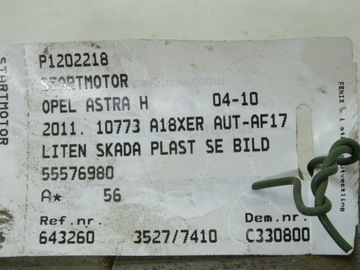 P1202218
STARTMOTOR
OPEL ASTRA H 04-10
2011. 10773 A18XER AUT-AF17
LITEN SKADA PLAST SE BILD
55576980
A* 56
Ref.nr. Dem.nr.
643260 3527/7410 C330800
STARTMOTOR
FENIX